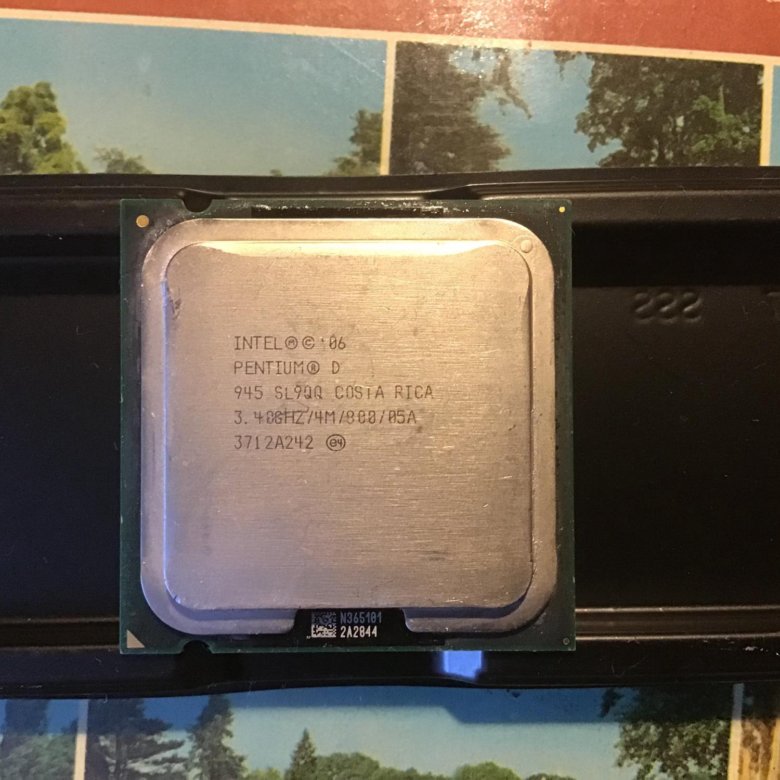 INTEL Ⓜ © '06
PENTIUM® D
945 SL9QQ COSTA RICA
3.40GHZ/4M/800/05A
3712A242 e4
N365101
2A2844